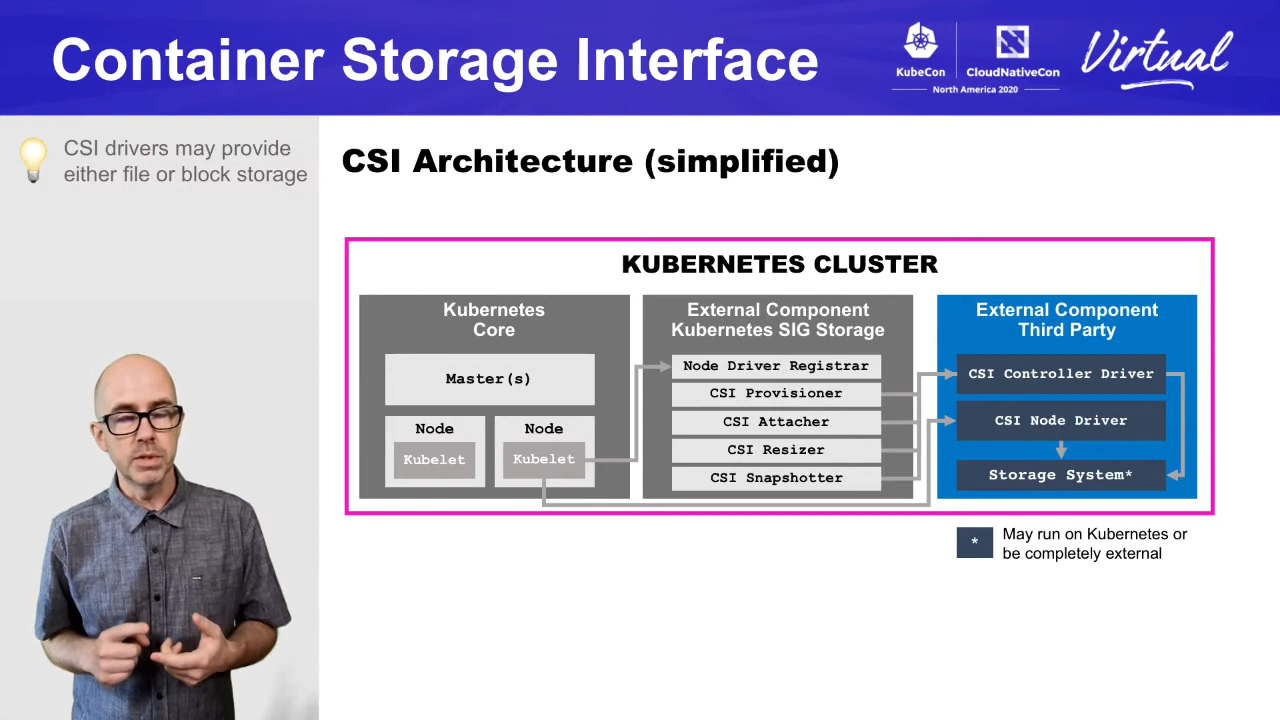 Container Storage Interface
KubeCon
CloudNativeCon
North America 2020
Virtual
CSI drivers may provide
either file or block storage
CSI Architecture (simplified)
KUBERNETES CLUSTER
Kubernetes
Core
Master(s)
Node
Kubelet
Node
Kubelet
External Component
Kubernetes SIG Storage
Node Driver Registrar
CSI Provisioner
CSI Attacher
CSI Resizer
CSI Snapshotter
External Component
Third Party
CSI Controller Driver
CSI Node Driver
Storage System*
*
May run on Kubernetes or
be completely external